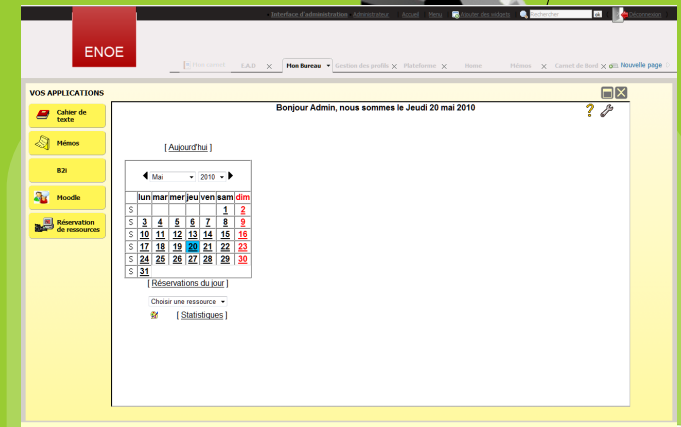 Interface d'administration Administrateur Accueil Menu Ajouter des widgets Rechercher ok Déconnexion
ENOE
Mon carnet L.A.D X Mon Bureau Gestion des profils X Plateforme X Home Mémos X Carnet de Bord X Nouvelle page
VOS APPLICATIONS
Bonjour Admin, nous sommes le Jeudi 20 mai 2010
Cahier de
texte
Mémos
B2i
Moodle
Réservation
de ressources
[ Aujourd'hui ]
Mai 2010
lun mar mer jeu ven sam dim
S 1 2
S 3 4 5 6 7 8 9
S 10 11 12 13 14 15 16
S 17 18 19 20 21 22 23
S 24 25 26 27 28 29 30
S 31
[ Réservations du jour ]
Choisir une ressource
[ Statistiques ]